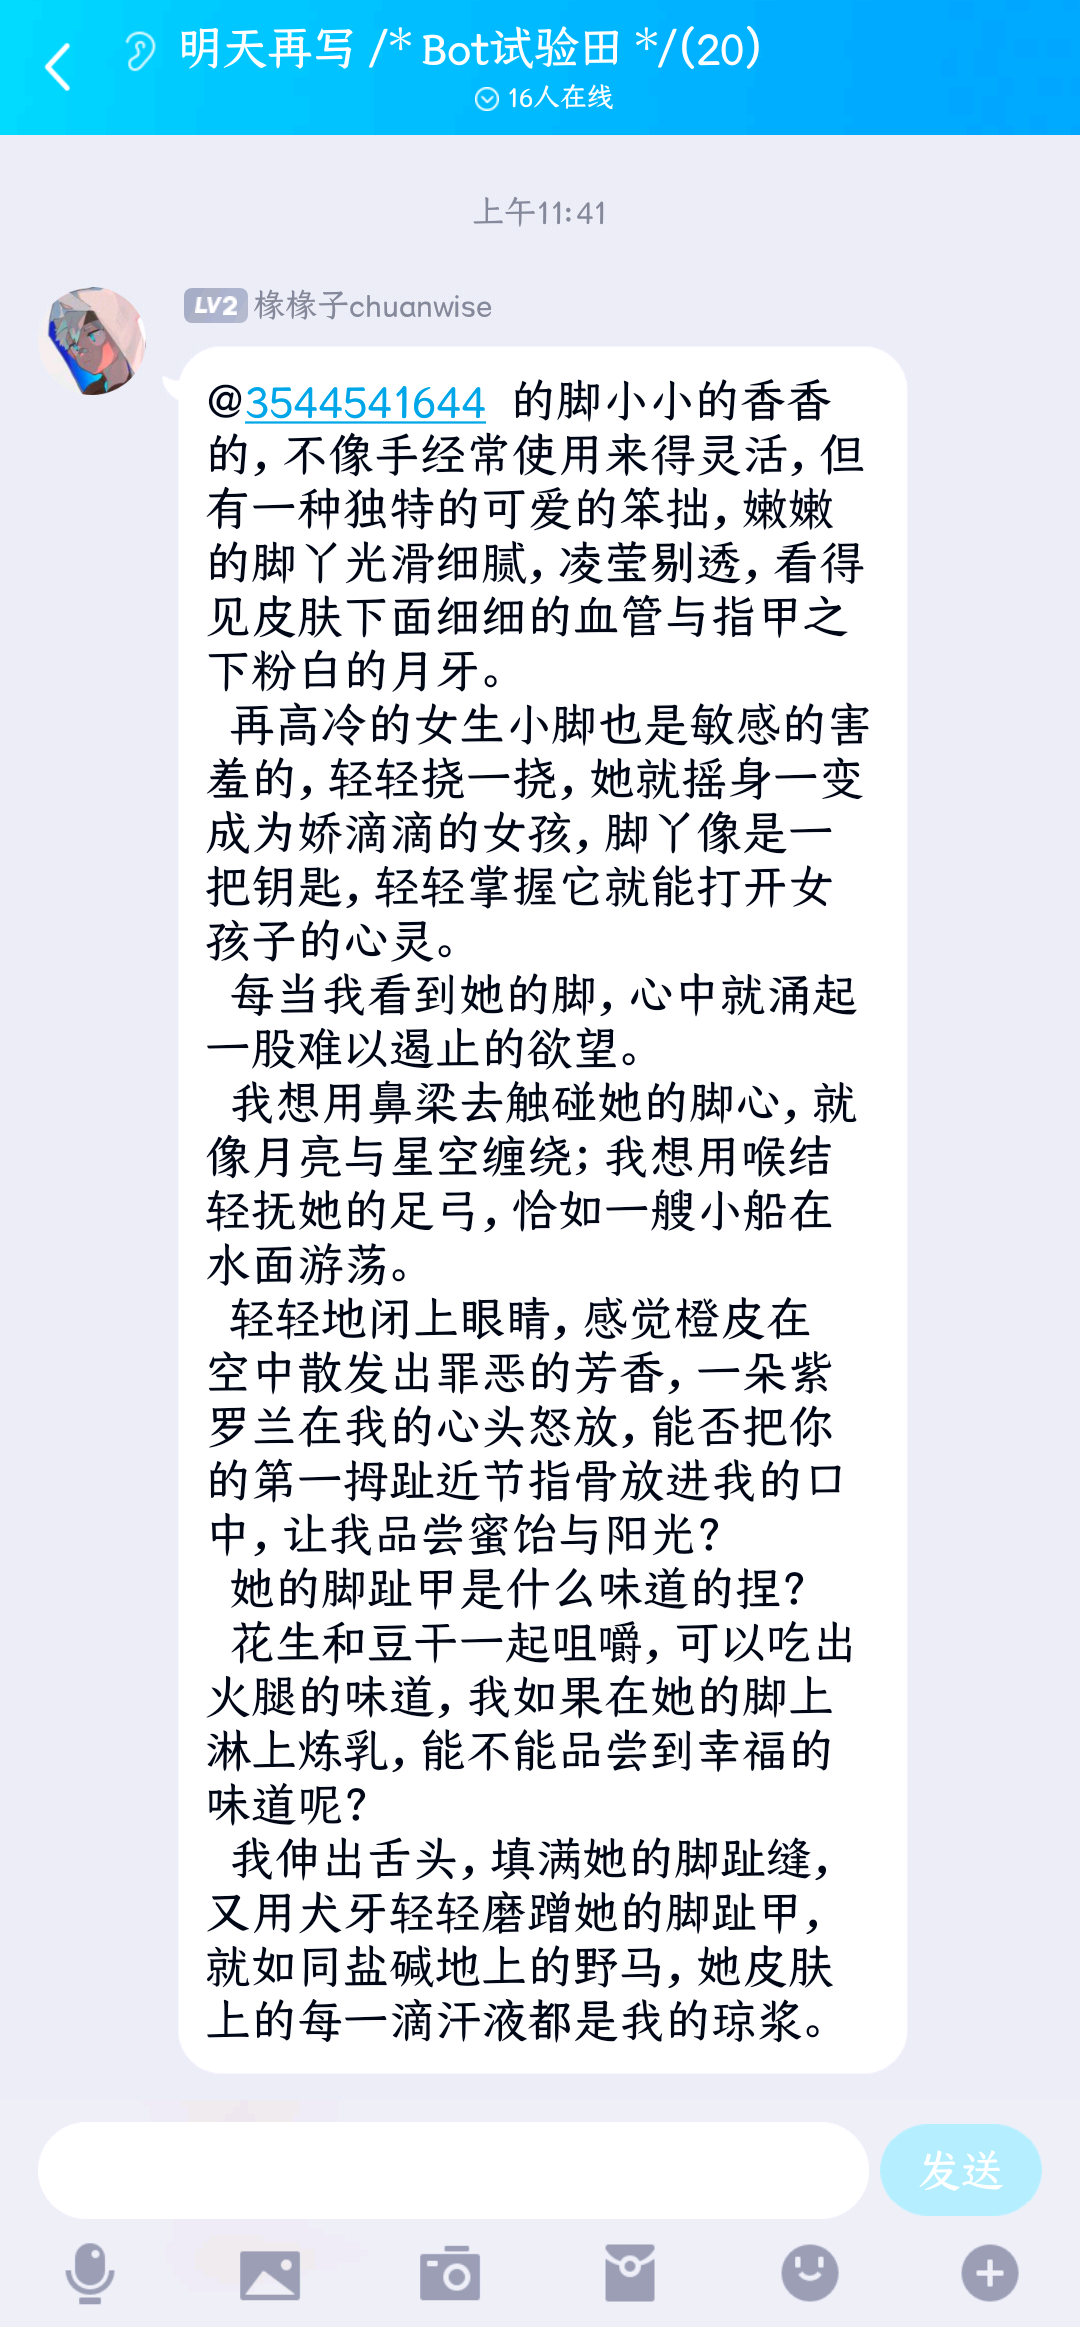 明天再写 /* Bot试验田 */(20)
16人在线
上午11:41
LV2 椽椽子chuanwise
@3544541644 的脚小小的香香
的,不像手经常使用来得灵活,但
有一种独特的可爱的笨拙,嫩嫩
的脚丫光滑细腻,凌莹剔透,看得
见皮肤下面细细的血管与指甲之
下粉白的月牙。
再高冷的女生小脚也是敏感的害
羞的,轻轻挠一挠,她就摇身一变
成为娇滴滴的女孩,脚丫像是一
把钥匙,轻轻掌握它就能打开女
孩子的心灵。
每当我看到她的脚,心中就涌起
一股难以遏止的欲望。
我想用鼻梁去触碰她的脚心,就
像月亮与星空缠绕;我想用喉结
轻抚她的足弓,恰如一艘小船在
水面游荡。
轻轻地闭上眼睛,感觉橙皮在
空中散发出罪恶的芳香,一朵紫
罗兰在我的心头怒放,能否把你
的第一拇趾近节指骨放进我的口
中,让我品尝蜜饴与阳光?
她的脚趾甲是什么味道的捏?
花生和豆干一起咀嚼,可以吃出
火腿的味道,我如果在她的脚上
淋上炼乳,能不能品尝到幸福的
味道呢?
我伸出舌头,填满她的脚趾缝,
又用犬牙轻轻磨蹭她的脚趾甲,
就如同盐碱地上的野马,她皮肤
上的每一滴汗液都是我的琼浆。
发送